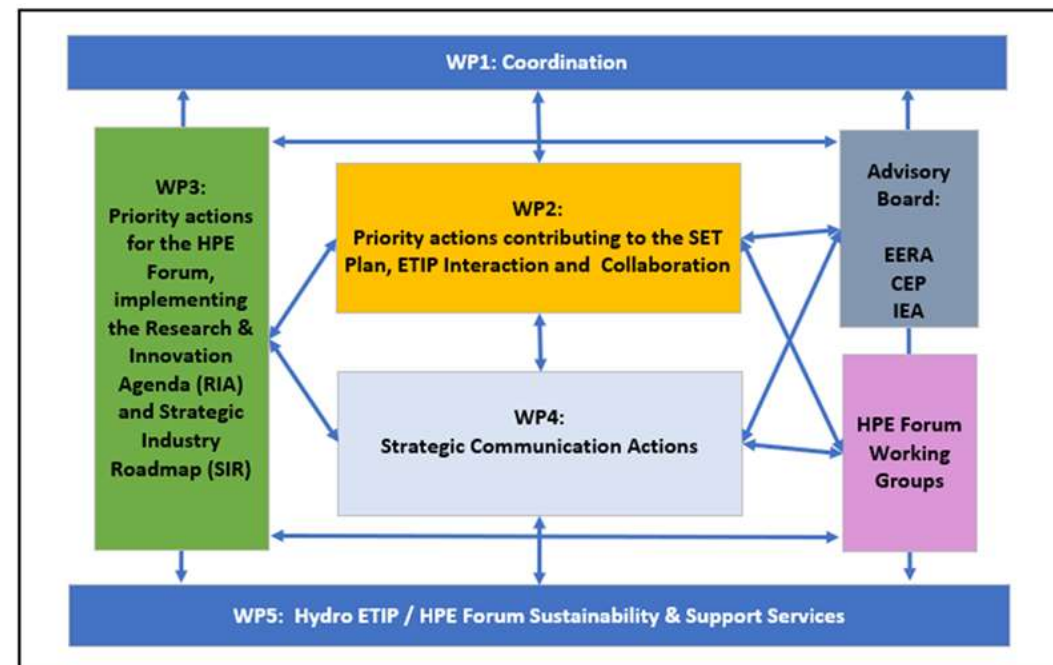 WP1: Coordination
WP3:
Priority actions
for the HPE
Forum,
implementing
the Research &
Innovation
Agenda (RIA)
and Strategic
Industry
Roadmap (SIR)
WP2:
Priority actions contributing to the SET
Plan, ETIP Interaction and Collaboration
WP4:
Strategic Communication Actions
Advisory
Board:
EERA
CEP
IEA
HPE Forum
Working
Groups
WP5: Hydro ETIP / HPE Forum Sustainability & Support Services